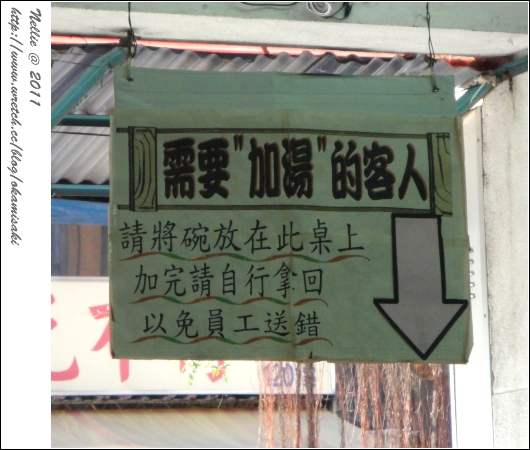 Nellie @ 2011
http://www.wretch.cc/blog/okamisaki
需要"加湯"的客人
請將碗放在此桌上
加完請自行拿回
以免員工送錯